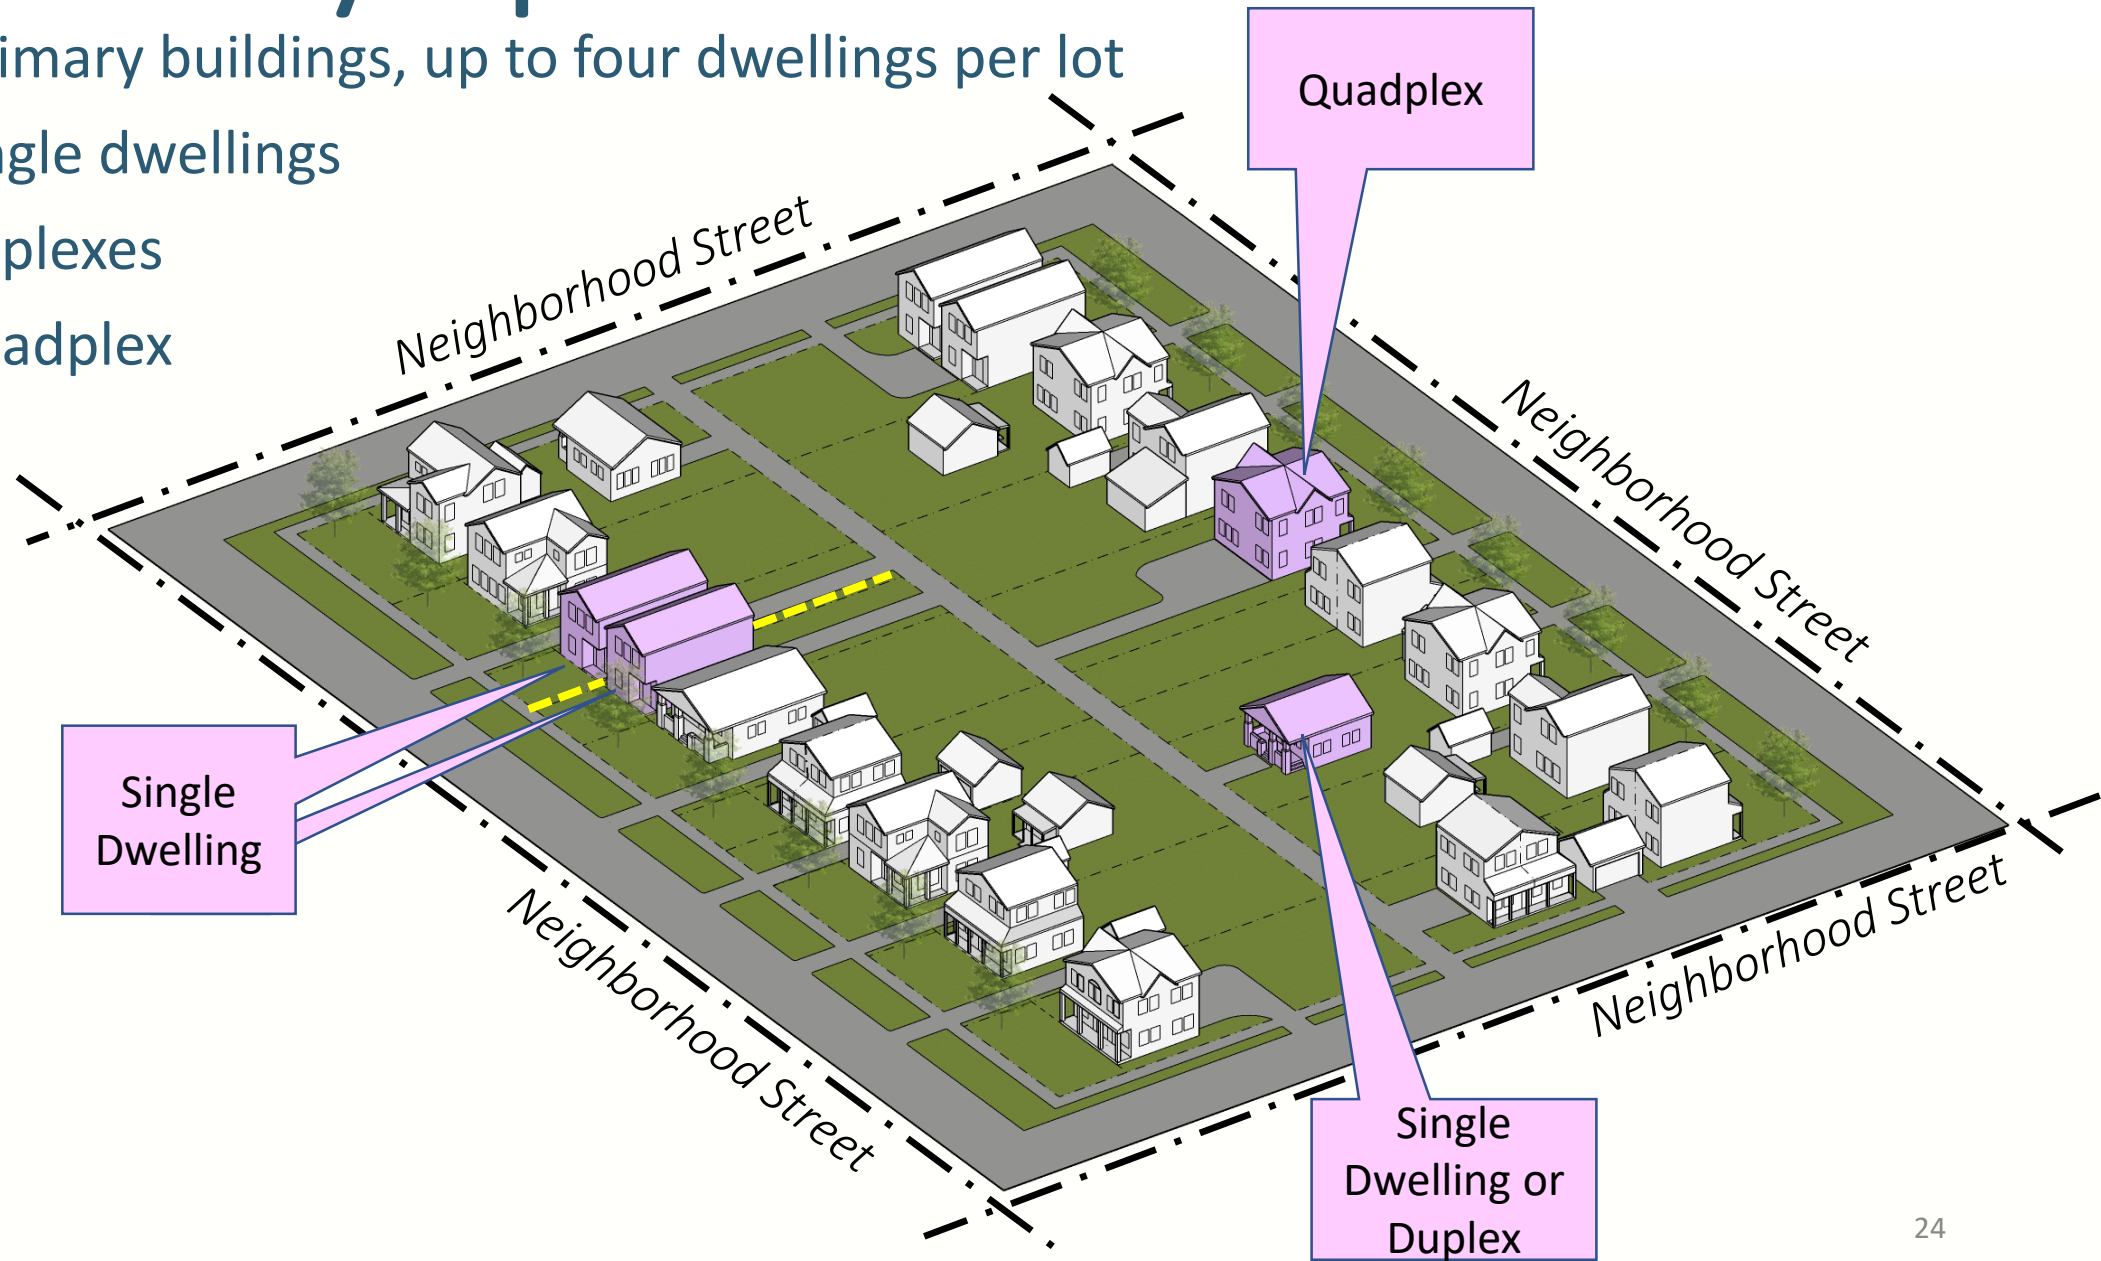 imary buildings, up to four dwellings per lot
ngle dwellings
plexes
adplex
Quadplex
Neighborhood Street
Neighborhood Street
Single
Dwelling
Neighborhood Street
Neighborhood Street
Single
Dwelling or
Duplex
24